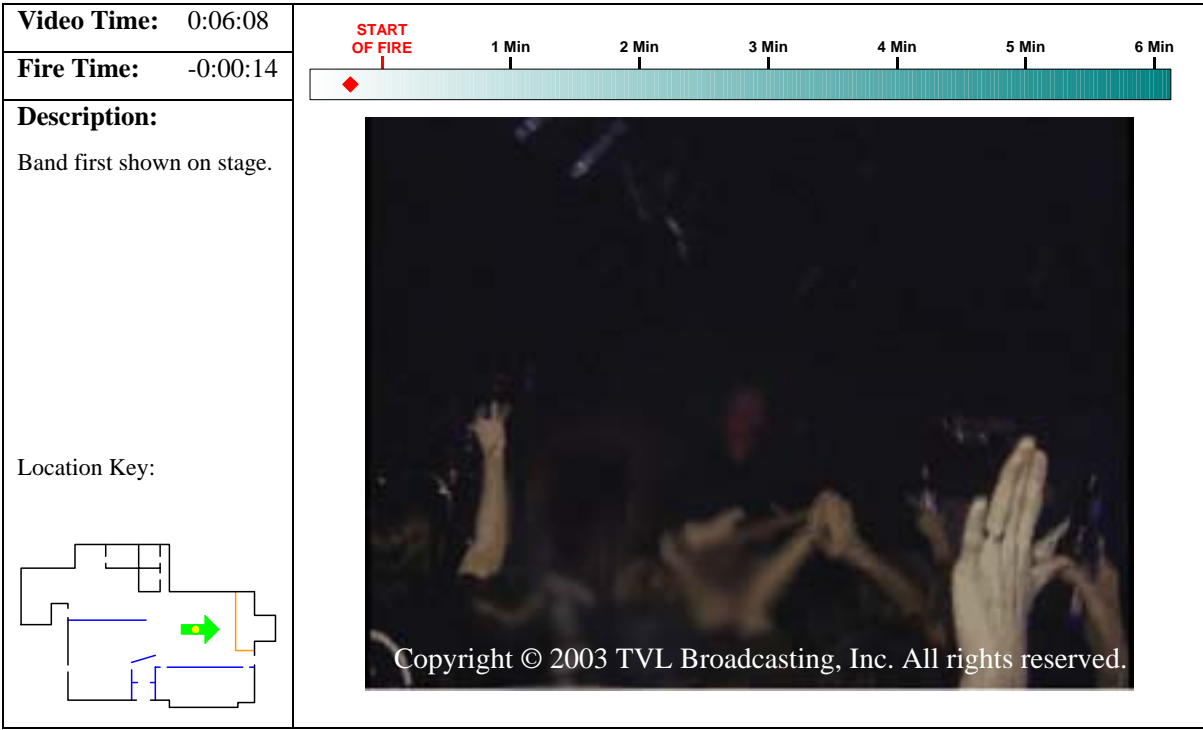 Video Time: 0:06:08
Fire Time: -0:00:14
Description:
Band first shown on stage.
Location Key:
START
OF FIRE 1 Min 2 Min 3 Min 4 Min 5 Min 6 Min
Copyright © 2003 TVL Broadcasting, Inc. All rights reserved.